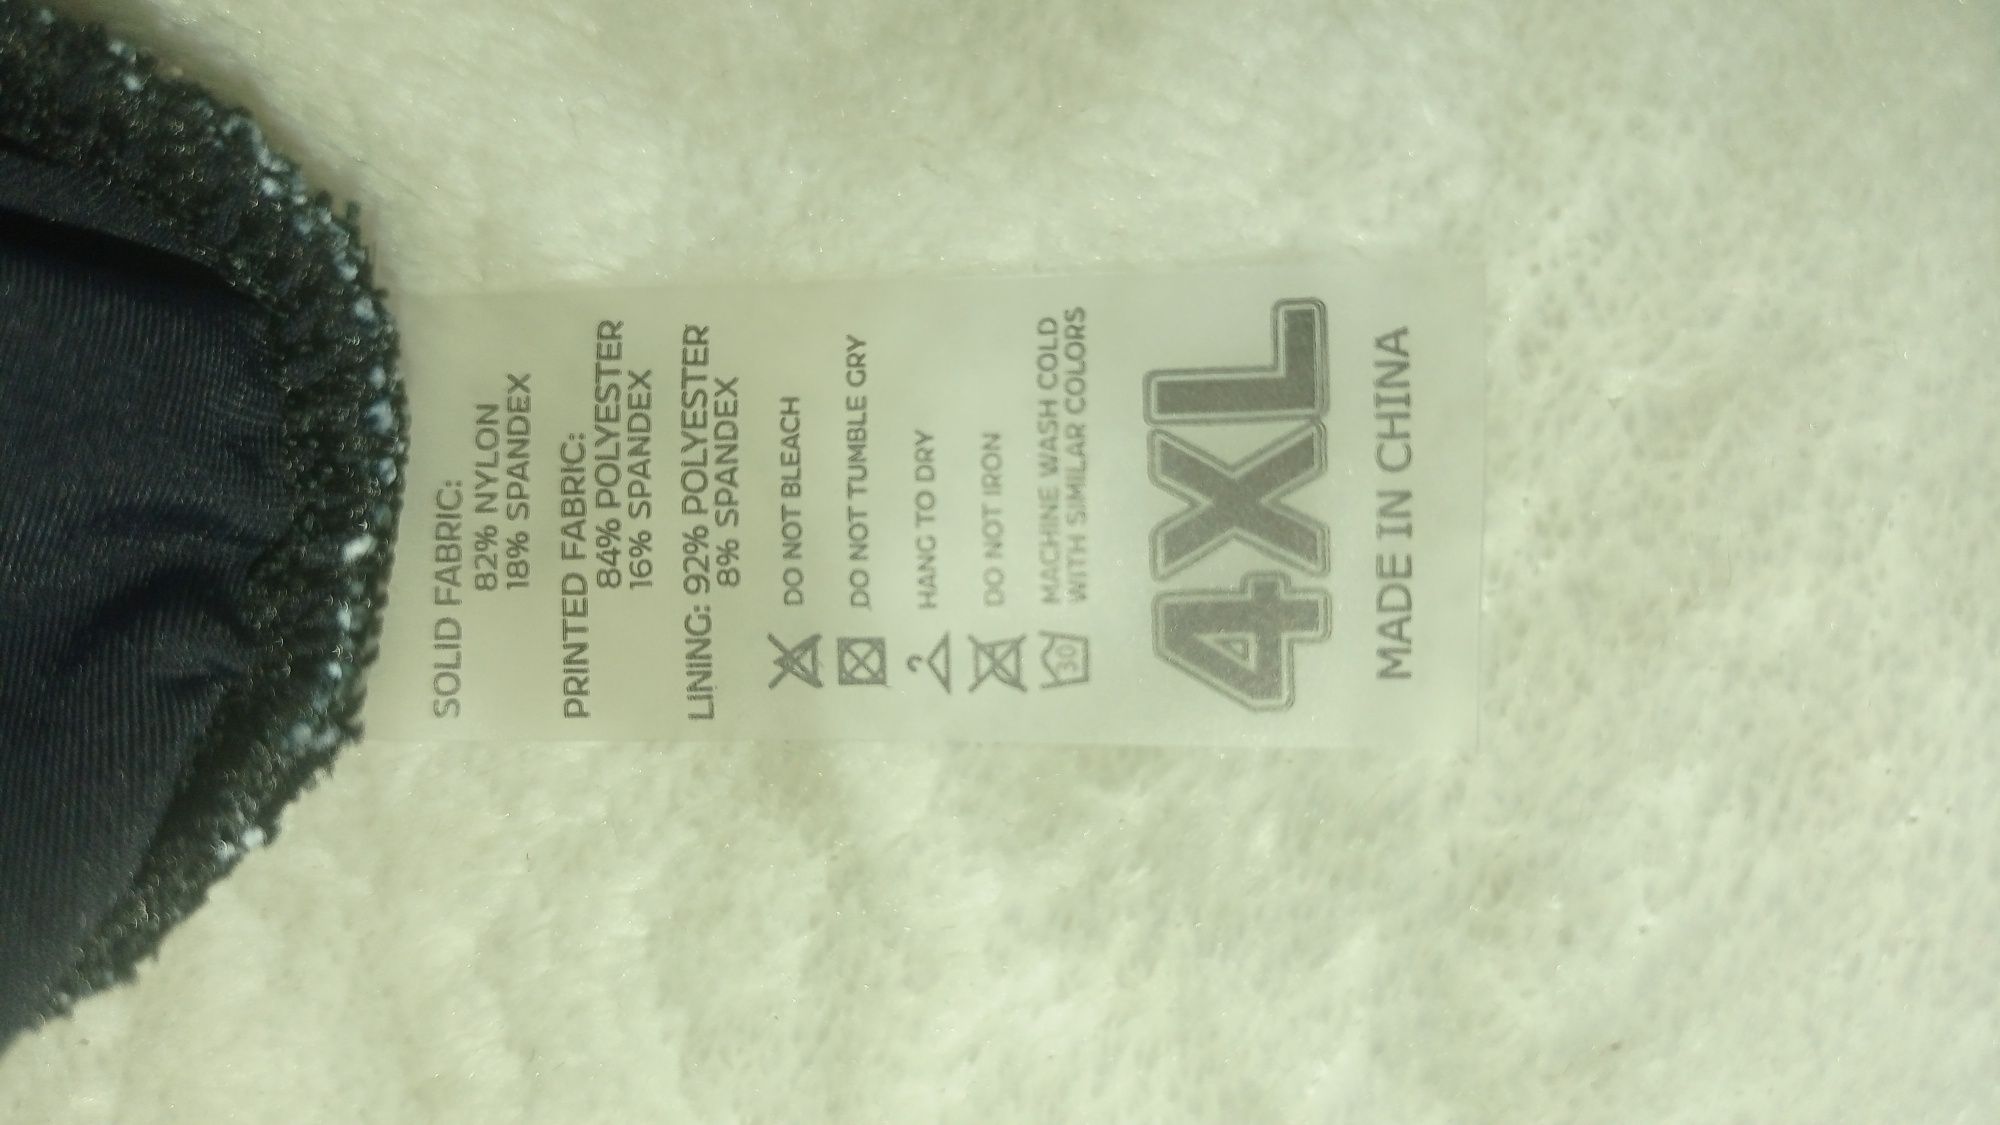 SOLID FABRIC:
82% NYLON
18% SPANDEX
PRINTED FABRIC:
84% POLYESTER
16% SPANDEX
LINING: 92% POLYESTER
8% SPANDEX
DO NOT BLEACH
DO NOT TUMBLE GRY
HANG TO DRY
DO NOT IRON
30 MACHINE WASH COLD
WITH SIMILAR COLORS
4XL
MADE IN CHINA